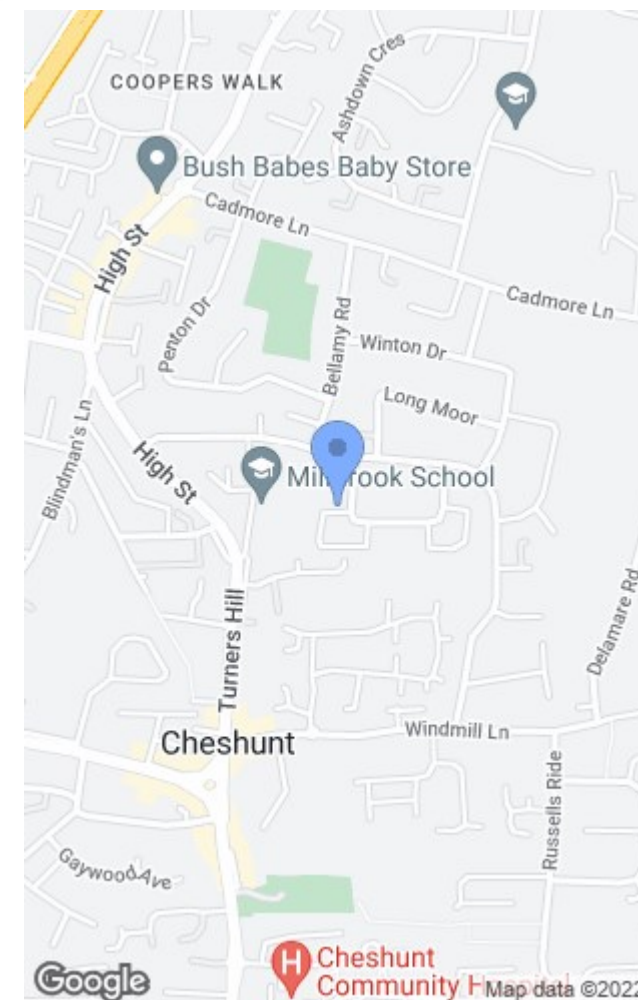 COOPERS WALK
Ashdown Cres
Bush Babes Baby Store
Cadmore Ln
High St
Cadmore Ln
Penton Dr
Bellamy Rd
Winton Dr
Long Moor
Blindman's Ln
High St
School
Turners Hill
Delamare Rd
Cheshunt
Windmill Ln
Russells Ride
Gaywood Ave
H Cheshunt
Community
Google
Map data ©2022